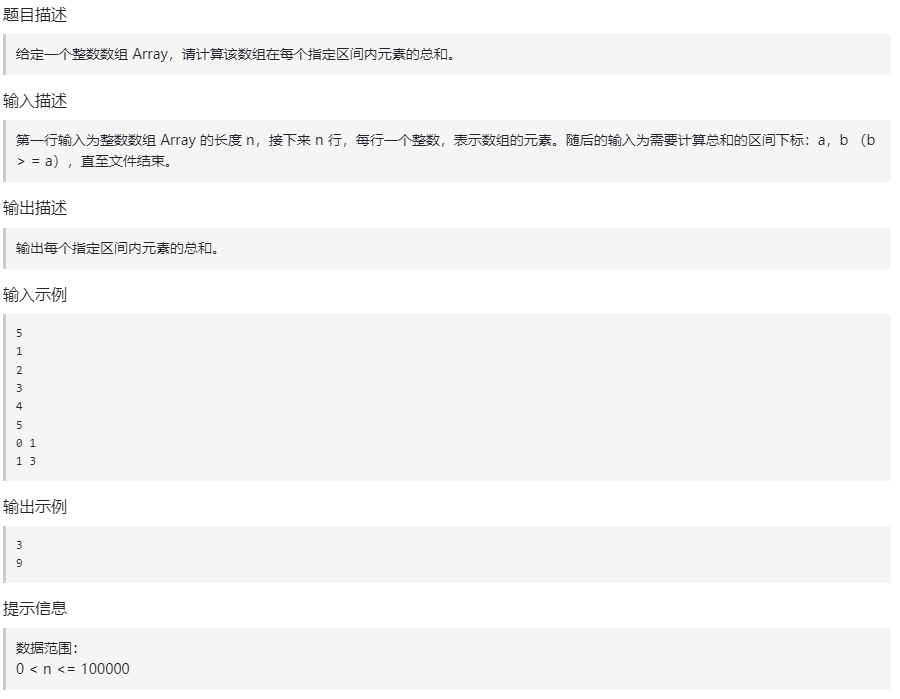 题目描述
给定一个整数数组 Array，请计算该数组在每个指定区间内元素的总和。
输入描述
第一行输入为整数数组 Array 的长度 n，接下来 n 行，每行一个整数，表示数组的元素。随后的输入为需要计算总和的区间下标：a，b （b
> = a），直至文件结束。
输出描述
输出每个指定区间内元素的总和。
输入示例
5
1
2
3
4
5
0 1
1 3
输出示例
3
9
提示信息
数据范围：
0 < n <= 100000